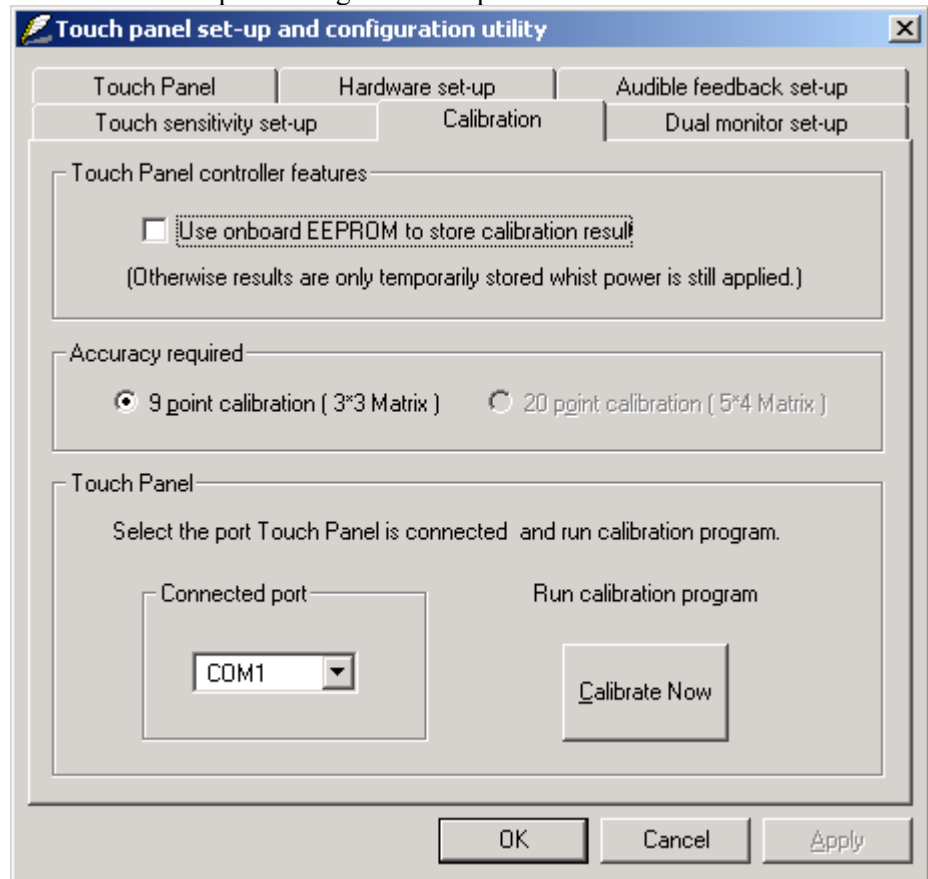 Touch panel set-up and configuration utility
Touch Panel
Hardware set-up
Audible feedback set-up
Touch sensitivity set-up
Calibration
Dual monitor set-up
Touch Panel controller features
Use onboard EEPROM to store calibration result
(Otherwise results are only temporarily stored whist power is still applied.)
Accuracy required
9 point calibration ( 3*3 Matrix )
20 point calibration ( 5*4 Matrix )
Touch Panel
Select the port Touch Panel is connected and run calibration program.
Connected port
Run calibration program
COM1
Calibrate Now
OK
Cancel
Apply